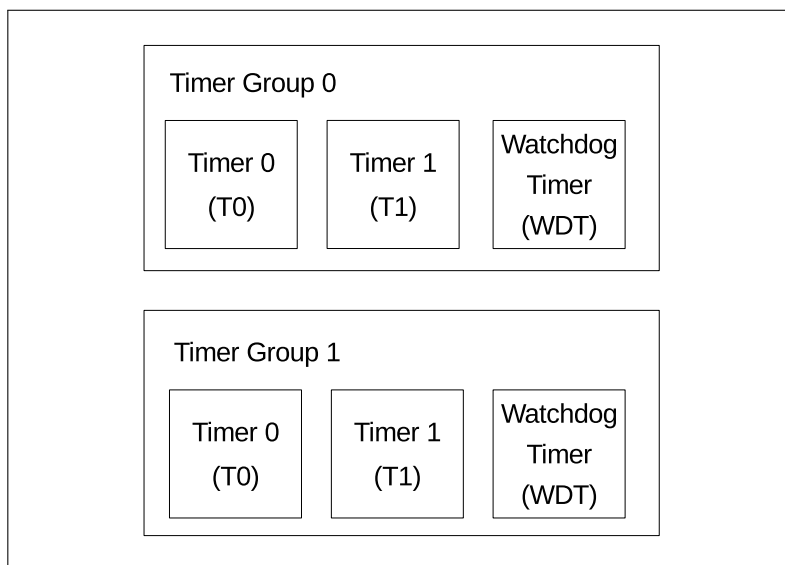 Timer Group 0
Timer 0
(T0)
Timer 1
(T1)
Watchdog
Timer
(WDT)
Timer Group 1
Timer 0
(T0)
Timer 1
(T1)
Watchdog
Timer
(WDT)